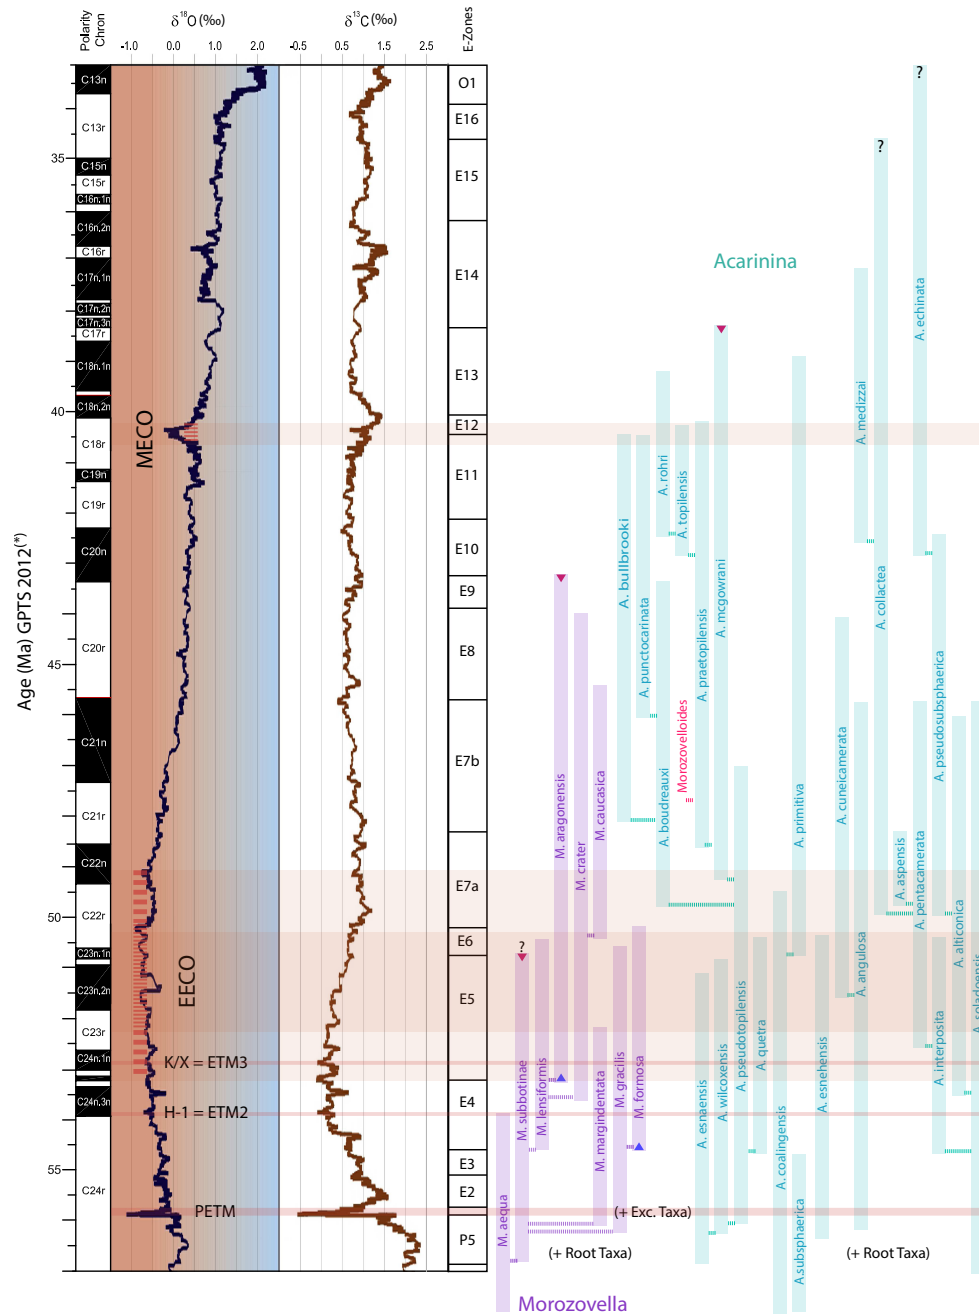 Polarity Chron
δ18O (‰)
-1.0 0.0 1.0 2.0
δ13C (‰)
-0.5 0.5 1.5 2.5
E-Zones
Age (Ma) GPTS 2012(*)
35
40
45
50
55
C13n
C13r
C15n
C15r
C16n,1n
C16n,2n
C16r
C17n,1n
C17n,2n
C17n,3n
C17r
C18n,1n
C18n,2n
C18r
C19n
C19r
C20n
C20r
C21n
C21r
C22n
C22r
C23n,1n
C23n,2n
C23r
C24n,1n
C24n,3n
C24r
MECO
EECO
K/X = ETM3
H-1 = ETM2
PETM
O1
E16
E15
E14
E13
E12
E11
E10
E9
E8
E7b
E7a
E6
E5
E4
E3
E2
P5
Acarinina
Morozovella
M. aequa
?
M. subbotinae
M. lensiformis
M. aragonensis
M. crater
M. caucasica
M. margindentata
M. gracilis
M. formosa
(+ Root Taxa)
(+ Exc. Taxa)
A. bullbrooki
A. punctocarinata
A. rohri
A. boudreauxi
A. topilensis
Morozovelloides
A. praetopilensis
A. mcgowrani
A. esnaensis
A. wilcoxensis
A. pseudotopilensis
A. quetra
A. coalingensis
A. primitiva
A.subsphaerica
A. esnehensis
A. cuneicamerata
A. medizzai
A. angulosa
?
A. collactea
A. aspensis
?
A. echinata
A. pentacamerata
A. pseudosubsphaerica
A. interposita
A. alticonica
A. soladoensis
(+ Root Taxa)